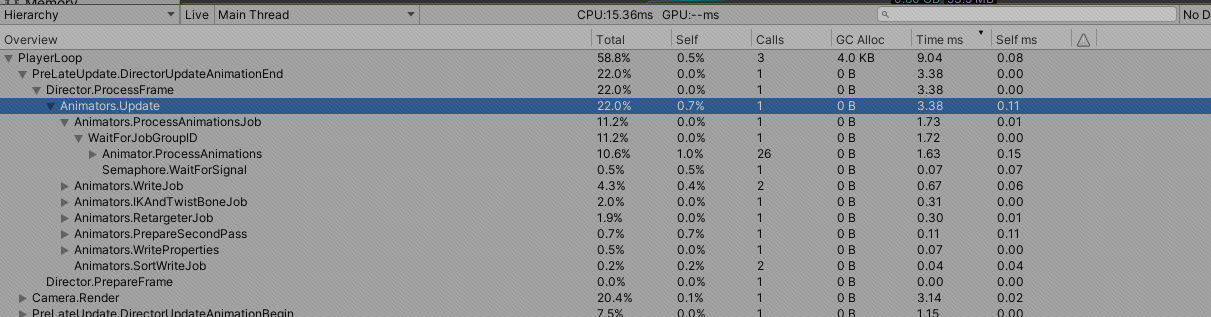 Memory
Hierarchy Live Main Thread CPU:15.36ms GPU:--ms No D
Overview Total Self Calls GC Alloc Time ms Self ms
PlayerLoop 58.8% 0.5% 3 4.0 KB 9.04 0.08
PreLateUpdate.DirectorUpdateAnimationEnd 22.0% 0.0% 1 0 B 3.38 0.00
Director.ProcessFrame 22.0% 0.0% 1 0 B 3.38 0.00
Animators.Update 22.0% 0.7% 1 0 B 3.38 0.11
Animators.ProcessAnimationsJob 11.2% 0.0% 1 0 B 1.73 0.01
WaitForJobGroupID 11.2% 0.0% 1 0 B 1.72 0.00
Animator.ProcessAnimations 10.6% 1.0% 26 0 B 1.63 0.15
Semaphore.WaitForSignal 0.5% 0.5% 1 0 B 0.07 0.07
Animators.WriteJob 4.3% 0.4% 2 0 B 0.67 0.06
Animators.IKAndTwistBoneJob 2.0% 0.0% 1 0 B 0.31 0.00
Animators.RetargeterJob 1.9% 0.0% 1 0 B 0.30 0.01
Animators.PrepareSecondPass 0.7% 0.7% 1 0 B 0.11 0.11
Animators.WriteProperties 0.5% 0.0% 1 0 B 0.07 0.00
Animators.SortWriteJob 0.2% 0.2% 2 0 B 0.04 0.04
Director.PrepareFrame 0.0% 0.0% 1 0 B 0.00 0.00
Camera.Render 20.4% 0.1% 1 0 B 3.14 0.02
PreLateUpdate.DirectorUpdateAnimationBegin 7.5% 0.0% 1 0 B 1.15 0.00